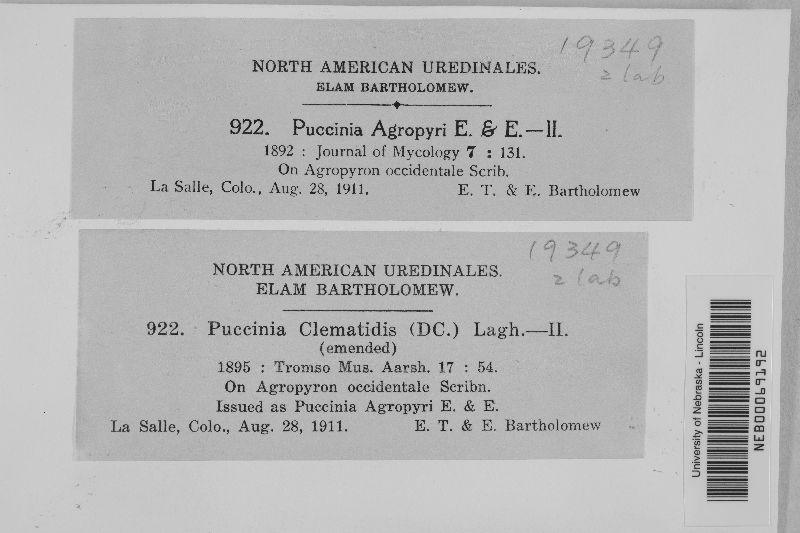 19349
2 lab
NORTH AMERICAN UREDINALES.
ELAM BARTHOLOMEW.
922. Puccinia Agropyri E. & E.—II.
1892 : Journal of Mycology 7 : 131.
On Agropyron occidentale Scrib.
La Salle, Colo., Aug. 28, 1911. E. T. & E. Bartholomew
19349
2 lab
NORTH AMERICAN UREDINALES.
ELAM BARTHOLOMEW.
922. Puccinia Clematidis (DC.) Lagh.—II.
(emended)
1895 : Tromso Mus. Aarsh. 17 : 54.
On Agropyron occidentale Scribn.
Issued as Puccinia Agropyri E. & E.
La Salle, Colo., Aug. 28, 1911. E. T. & E. Bartholomew
University of Nebraska - Lincoln
NEB00069192